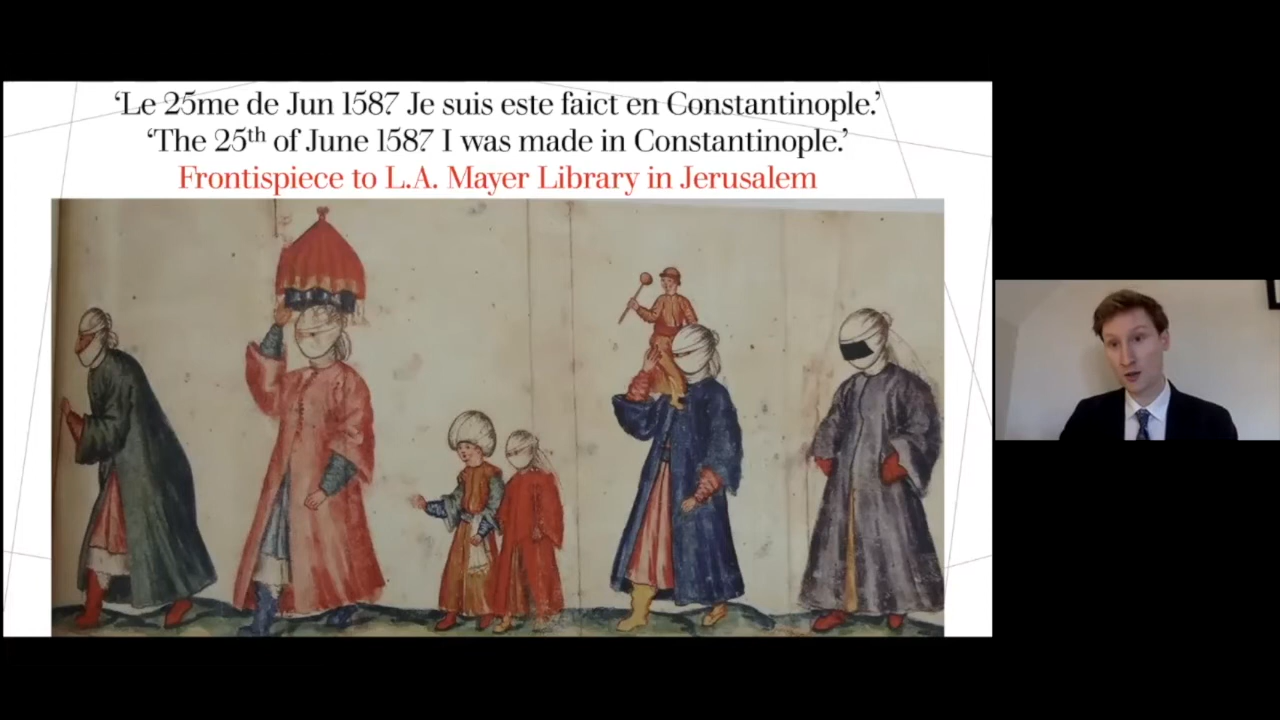 ‘Le 25me de Jun 1587 Je suis este faict en Constantinople.’
‘The 25th of June 1587 I was made in Constantinople.’
Frontispiece to L.A. Mayer Library in Jerusalem